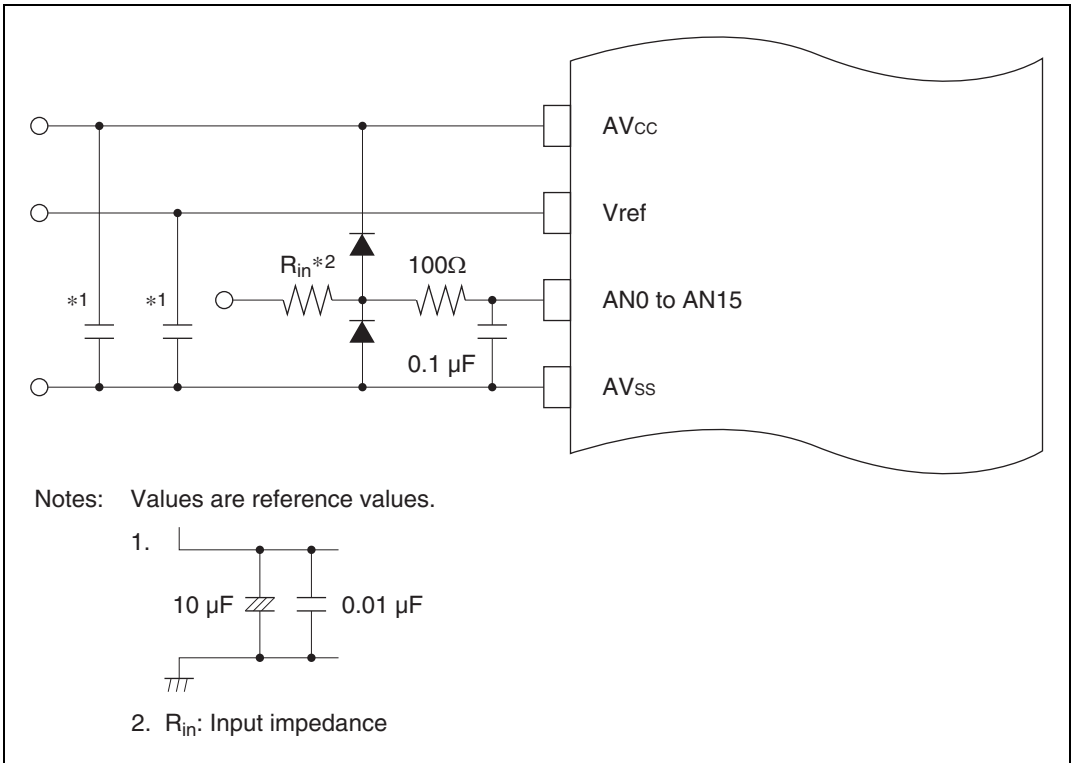 AVcc
Vref
Rin*2 100Ω
*1 *1 AN0 to AN15
0.1 µF
AVss
Notes: Values are reference values.
1.
10 µF 0.01 µF
2. Rin: Input impedance